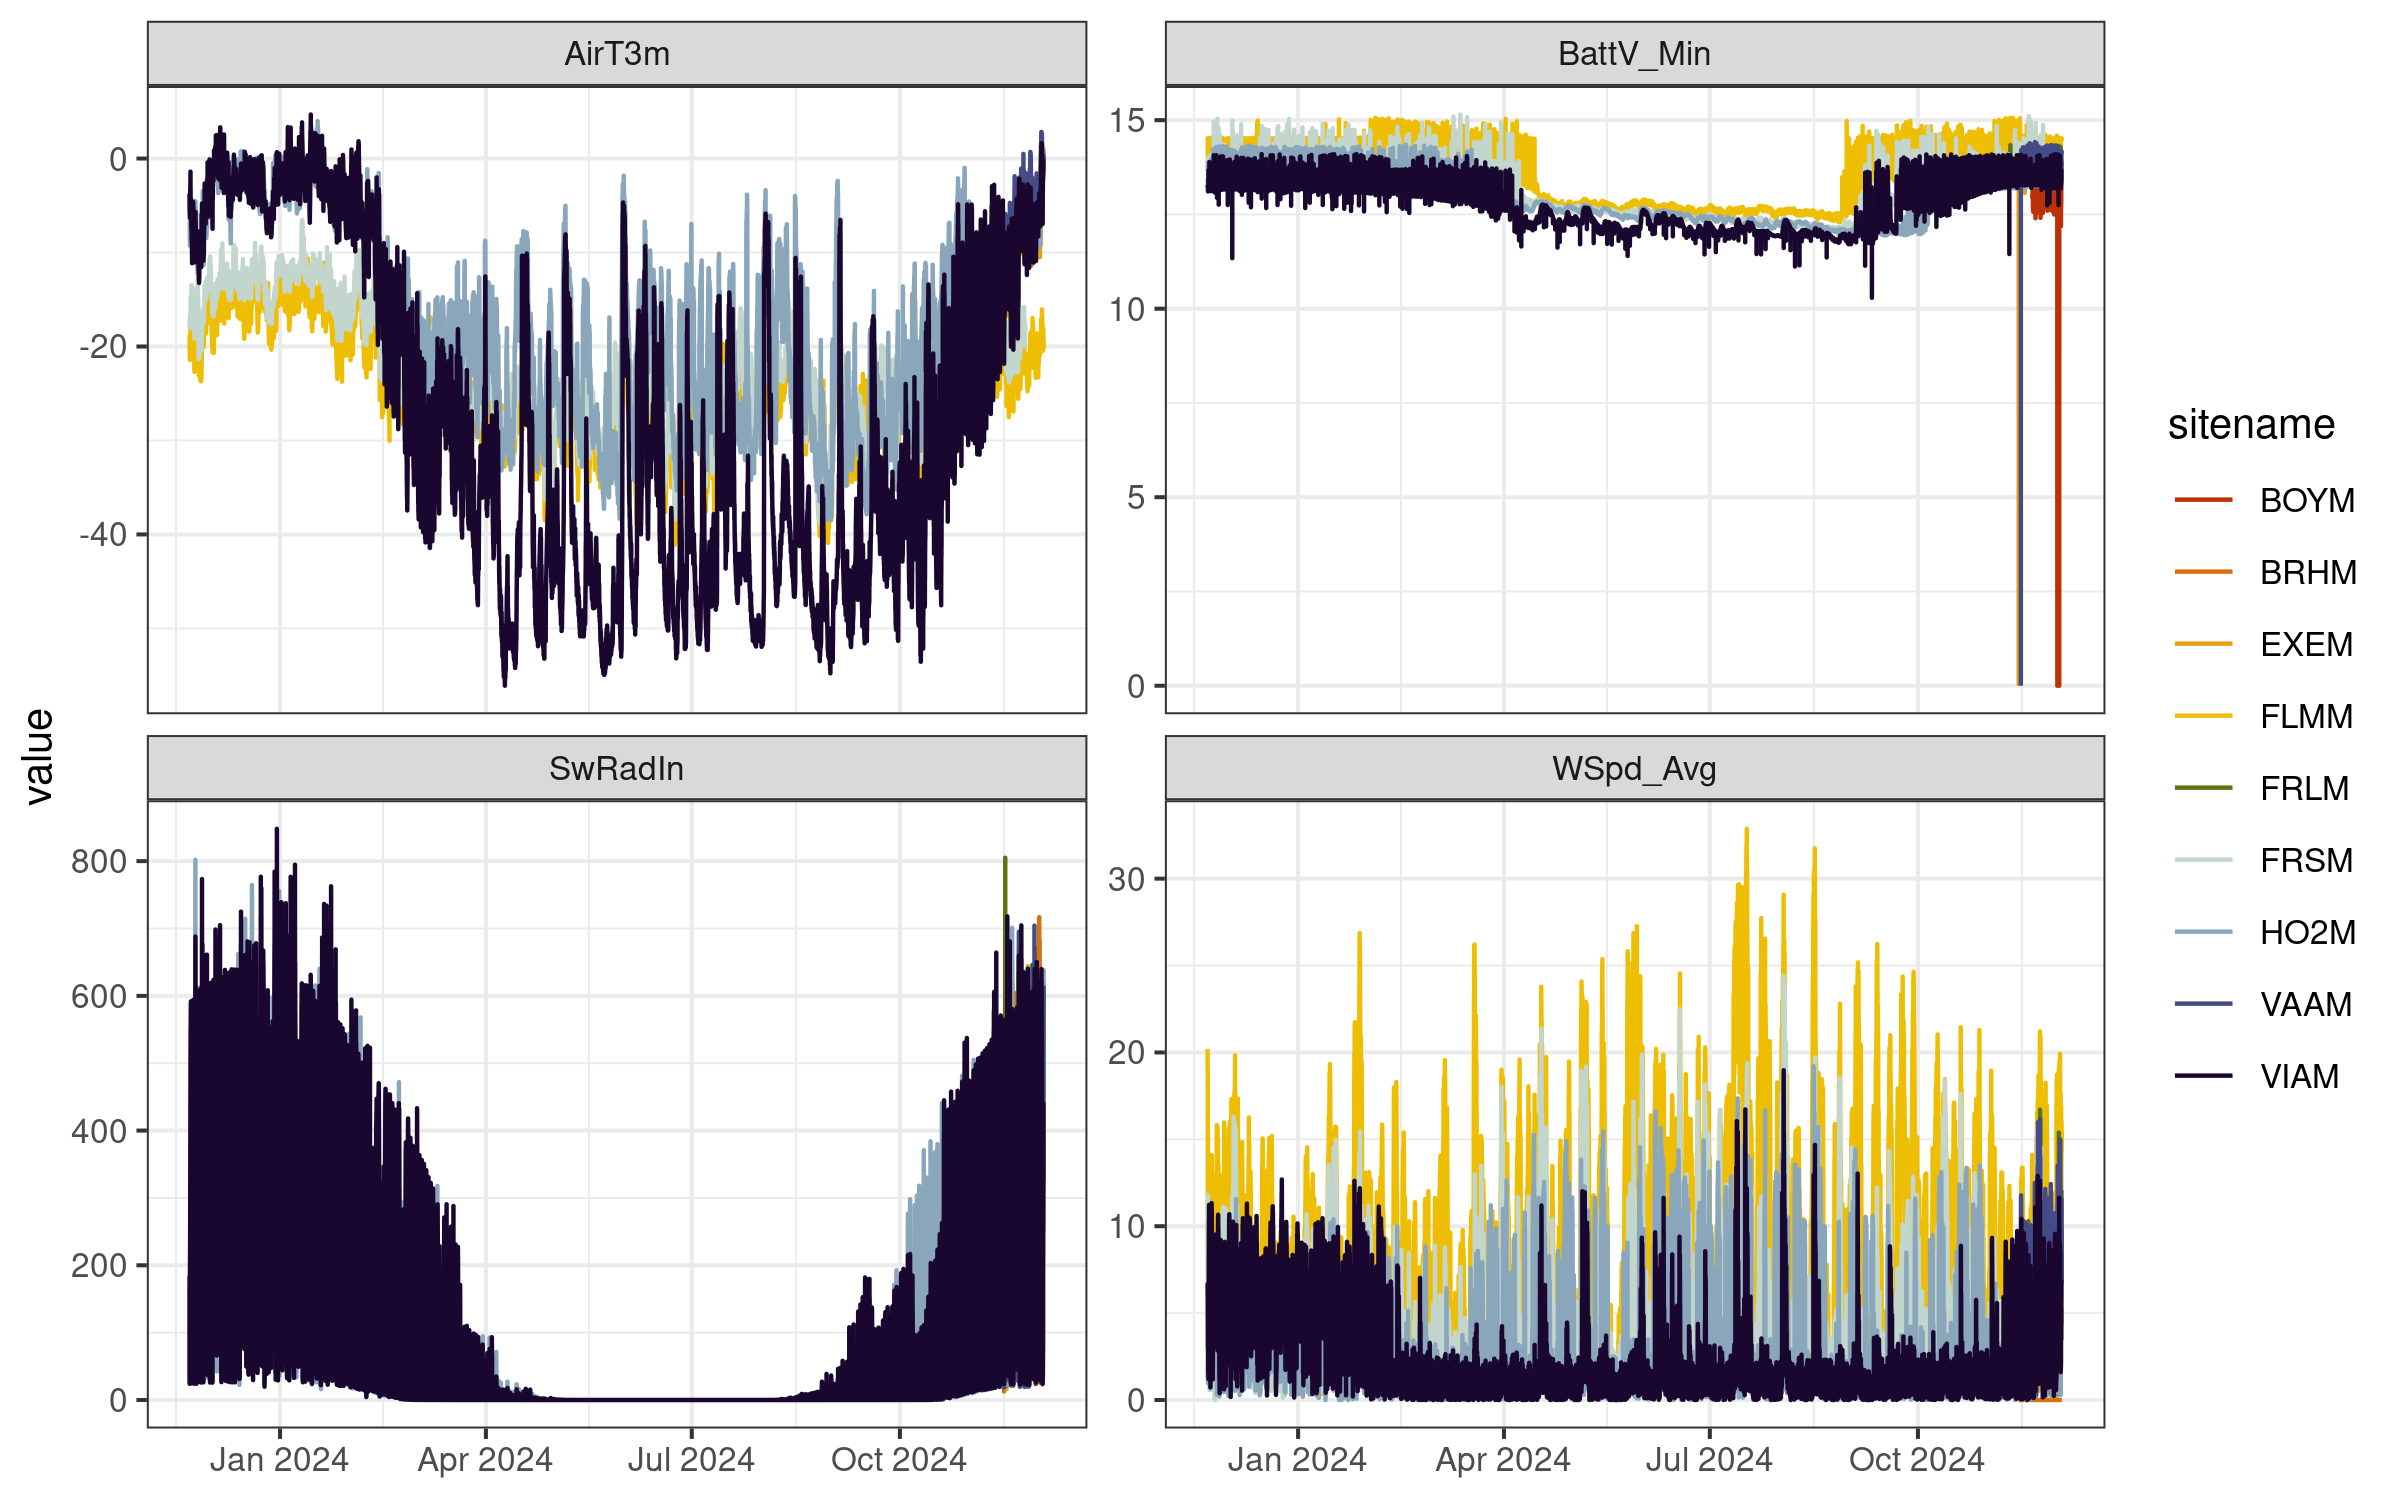 AirT3m
BattV_Min
0
-20
-40
15
10
5
0
value
SwRadIn
WSpd_Avg
800
600
400
200
0
30
20
10
0
Jan 2024
Apr 2024
Jul 2024
Oct 2024
Jan 2024
Apr 2024
Jul 2024
Oct 2024
sitename
BOYM
BRHM
EXEM
FLMM
FRLM
FRSM
HO2M
VAAM
VIAM